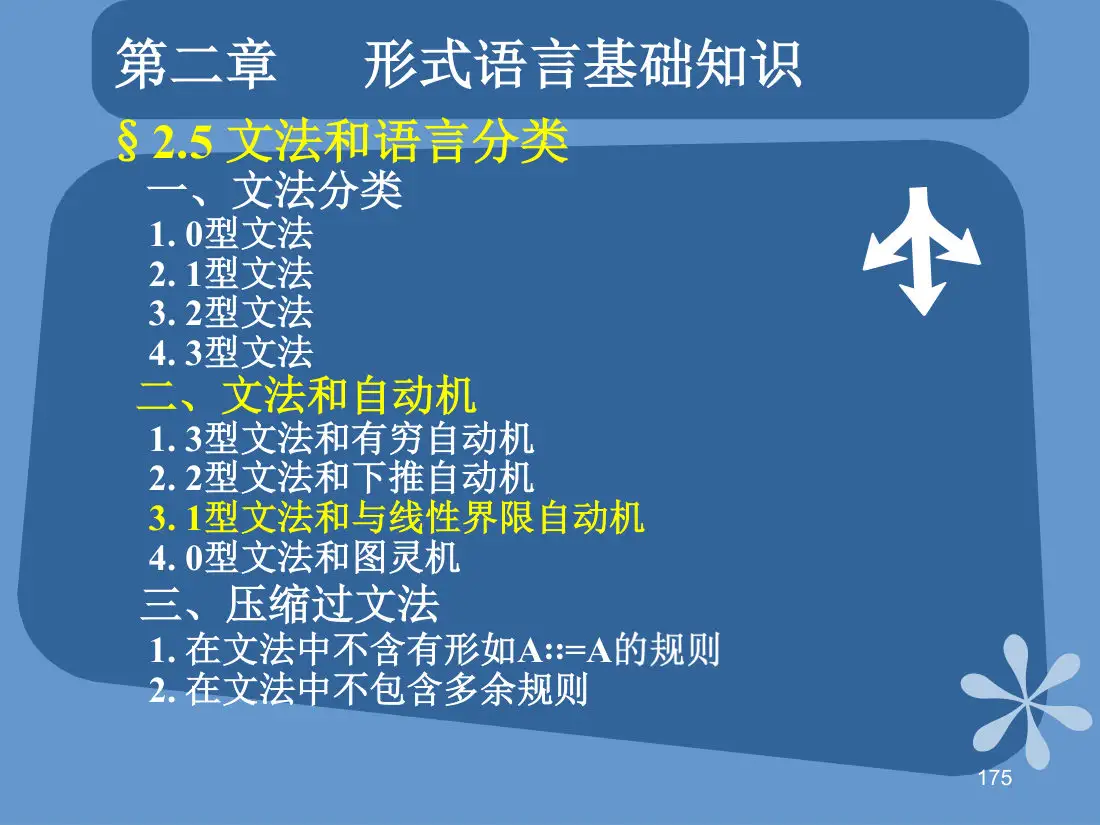 第二章 形式语言基础知识
§2.5 文法和语言分类
一、文法分类
1. 0型文法
2. 1型文法
3. 2型文法
4. 3型文法
二、文法和自动机
1. 3型文法和有穷自动机
2. 2型文法和下推自动机
3. 1型文法和与线性界限自动机
4. 0型文法和图灵机
三、压缩过文法
1. 在文法中不含有形如A∷=A的规则
2. 在文法中不包含多余规则
175